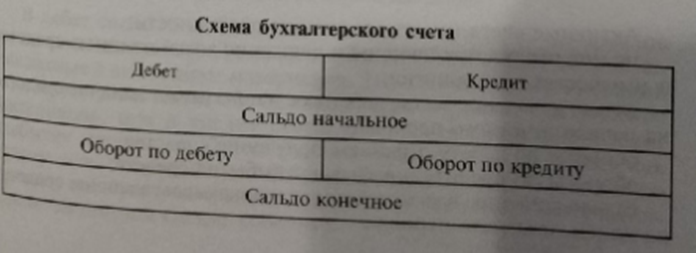 Схема бухгалтерского счета
Дебет Кредит
Сальдо начальное
Оборот по дебету Оборот по кредиту
Сальдо конечное